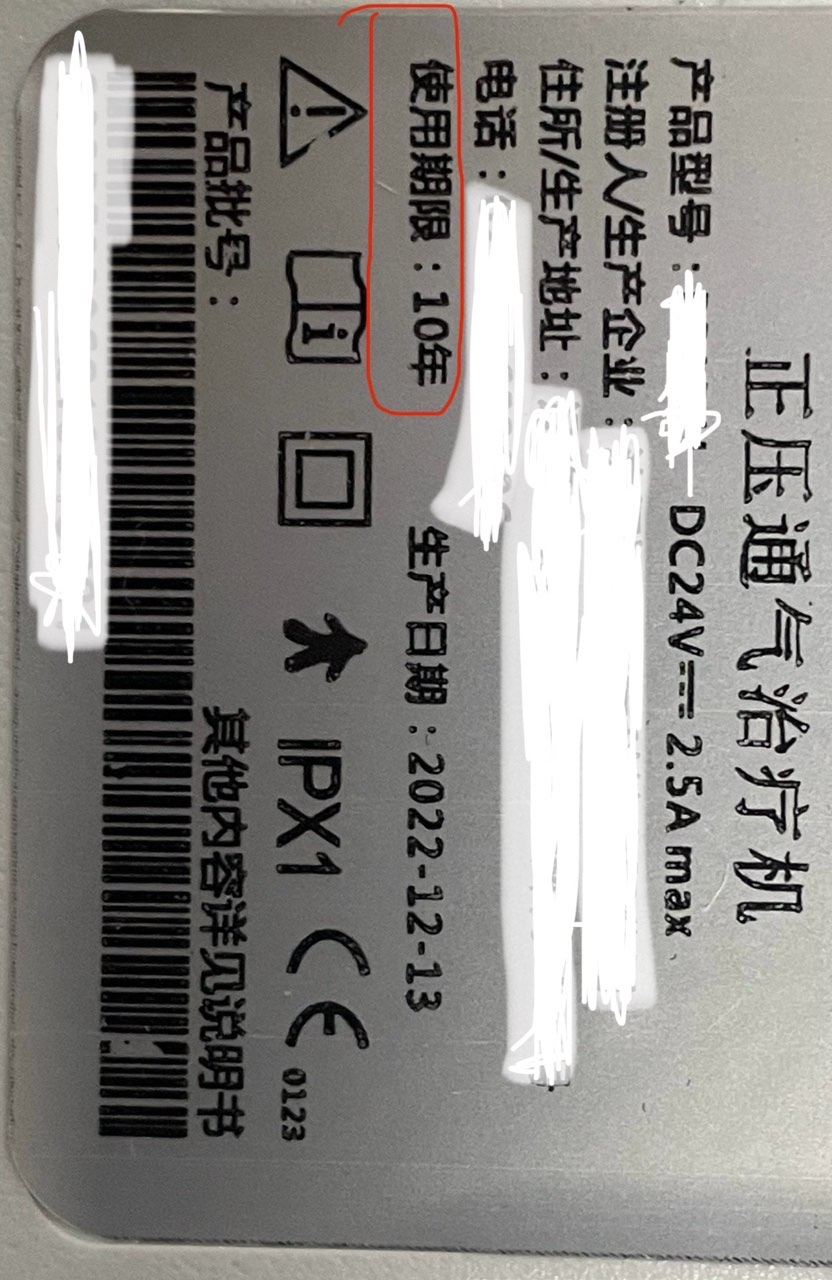 正压通气治疗机
产品型号： DC24V⎓2.5A max
注册人/生产企业：
住所/生产地址：
电话：
使用期限：10年 生产日期：2022-12-13
IPX1 CE 0123
产品批号： 其他内容详见说明书